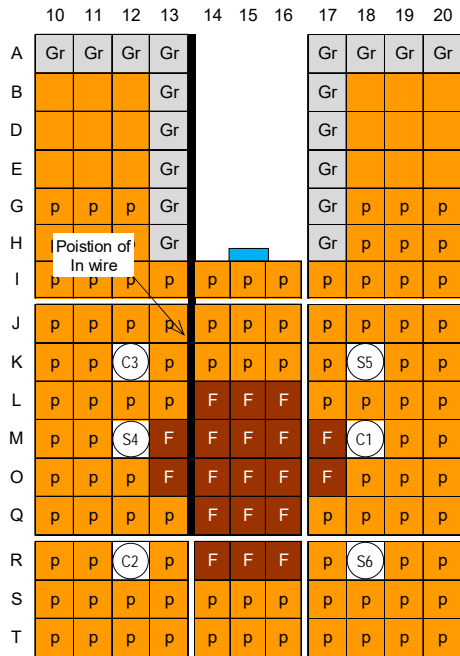 10 11 12 13 14 15 16 17 18 19 20
A Gr Gr Gr Gr Gr Gr Gr Gr
B Gr Gr
D Gr Gr
E Gr Gr
G p p p Gr Gr p p p
H Gr Gr p p p
Poistion of
In wire
I p p p p p p p p p p p
J p p p p p p p p p p p
K p p C3 p p p p p S5 p p
L p p p p F F F p p p p
M p p S4 F F F F F C1 p p
O p p p F F F F F p p p
Q p p p p F F F p p p p
R p p C2 p F F F p S6 p p
S p p p p p p p p p p p
T p p p p p p p p p p p